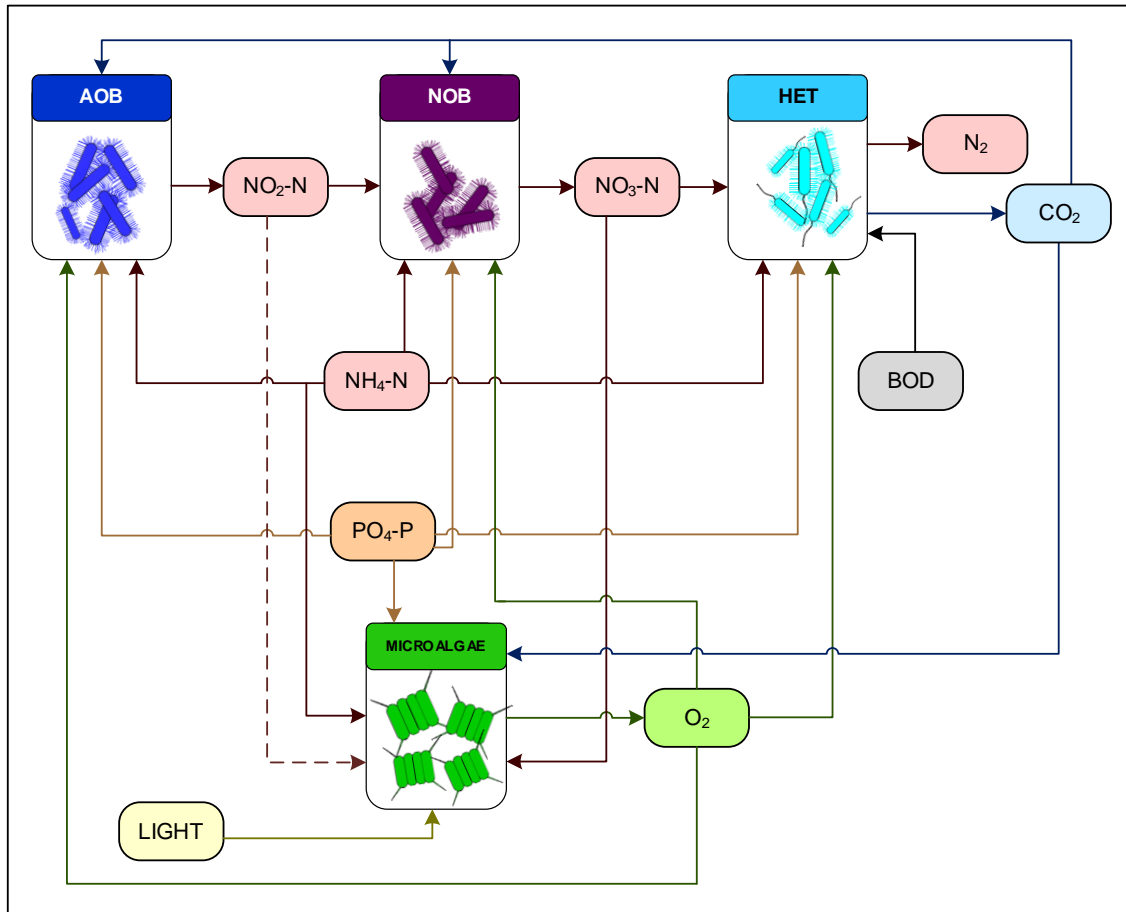 AOB
NOB
HET
N₂
NO₂-N
NO₃-N
CO₂
NH₄-N
BOD
PO₄-P
MICROALGAE
O₂
LIGHT